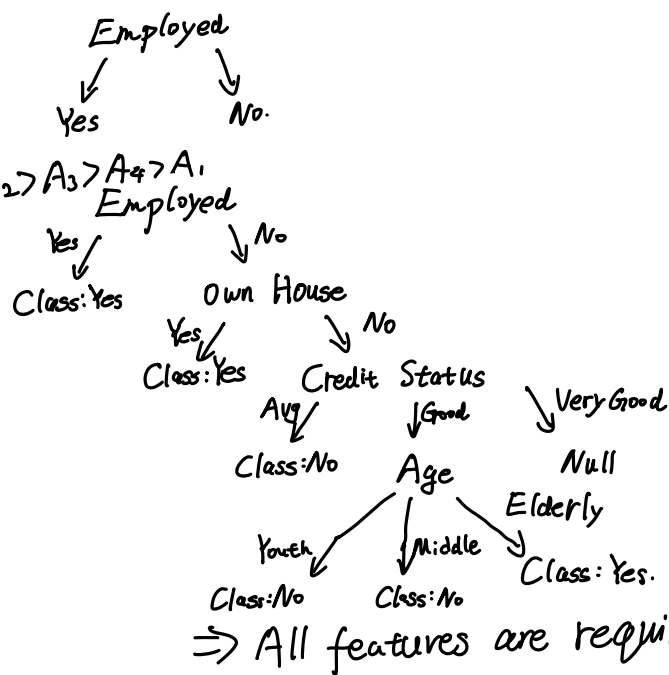 Employed
Yes No.
2>A3>A4>A1
Employed
Yes No
Class:Yes Own House
Yes No
Class:Yes Credit Status
Avg Good Very Good
Class:No Age Null
Elderly
Youth Middle
Class:No Class:No Class:Yes.
⇒ All features are requi